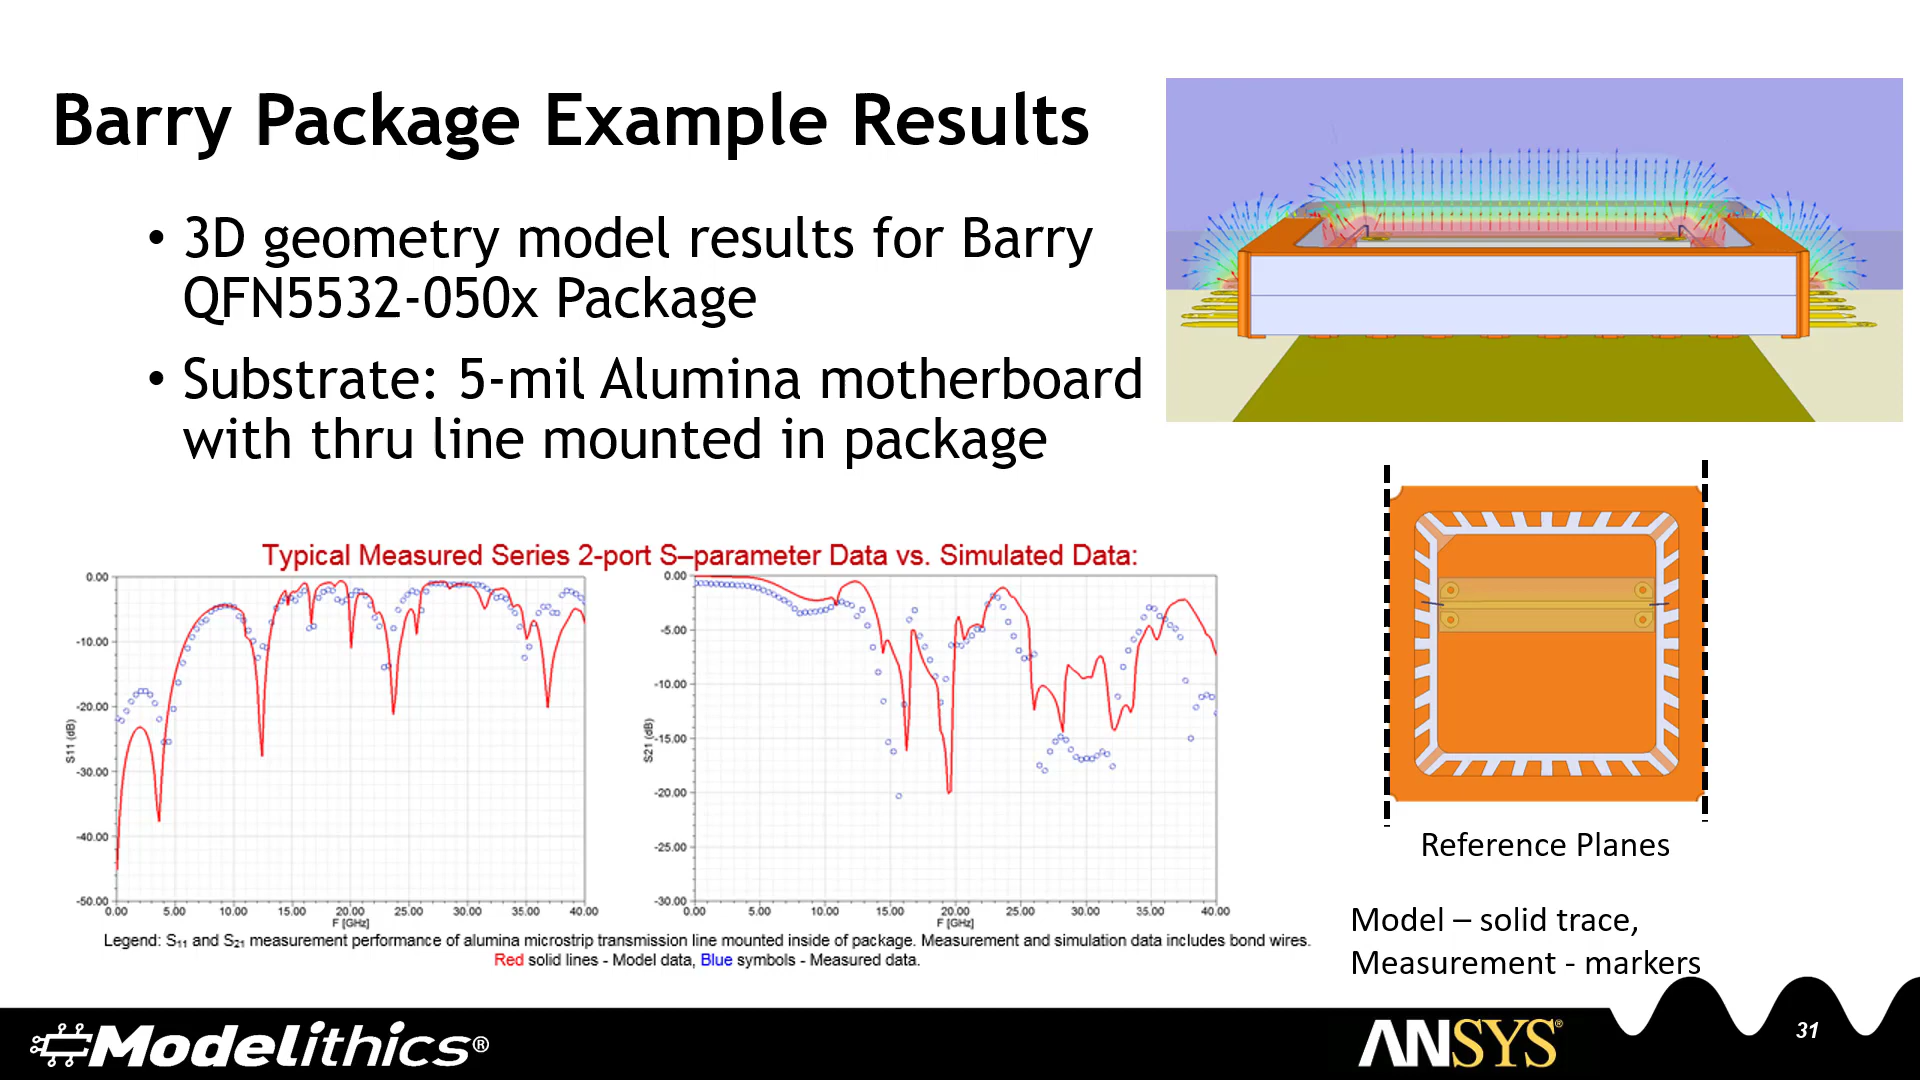 Barry Package Example Results
• 3D geometry model results for Barry
QFN5532-050x Package
• Substrate: 5-mil Alumina motherboard
with thru line mounted in package
Typical Measured Series 2-port S–parameter Data vs. Simulated Data:
0.00
-10.00
-20.00
-30.00
-40.00
-50.00
S11 (dB)
0.00 5.00 10.00 15.00 20.00 25.00 30.00 35.00 40.00
F [GHz]
0.00
-5.00
-10.00
-15.00
-20.00
-25.00
-30.00
S21 (dB)
0.00 5.00 10.00 15.00 20.00 25.00 30.00 35.00 40.00
F [GHz]
Legend: S11 and S21 measurement performance of alumina microstrip transmission line mounted inside of package. Measurement and simulation data includes bond wires.
Red solid lines - Model data, Blue symbols - Measured data.
Reference Planes
Model – solid trace,
Measurement - markers
Modelithics®
ANSYS®
31